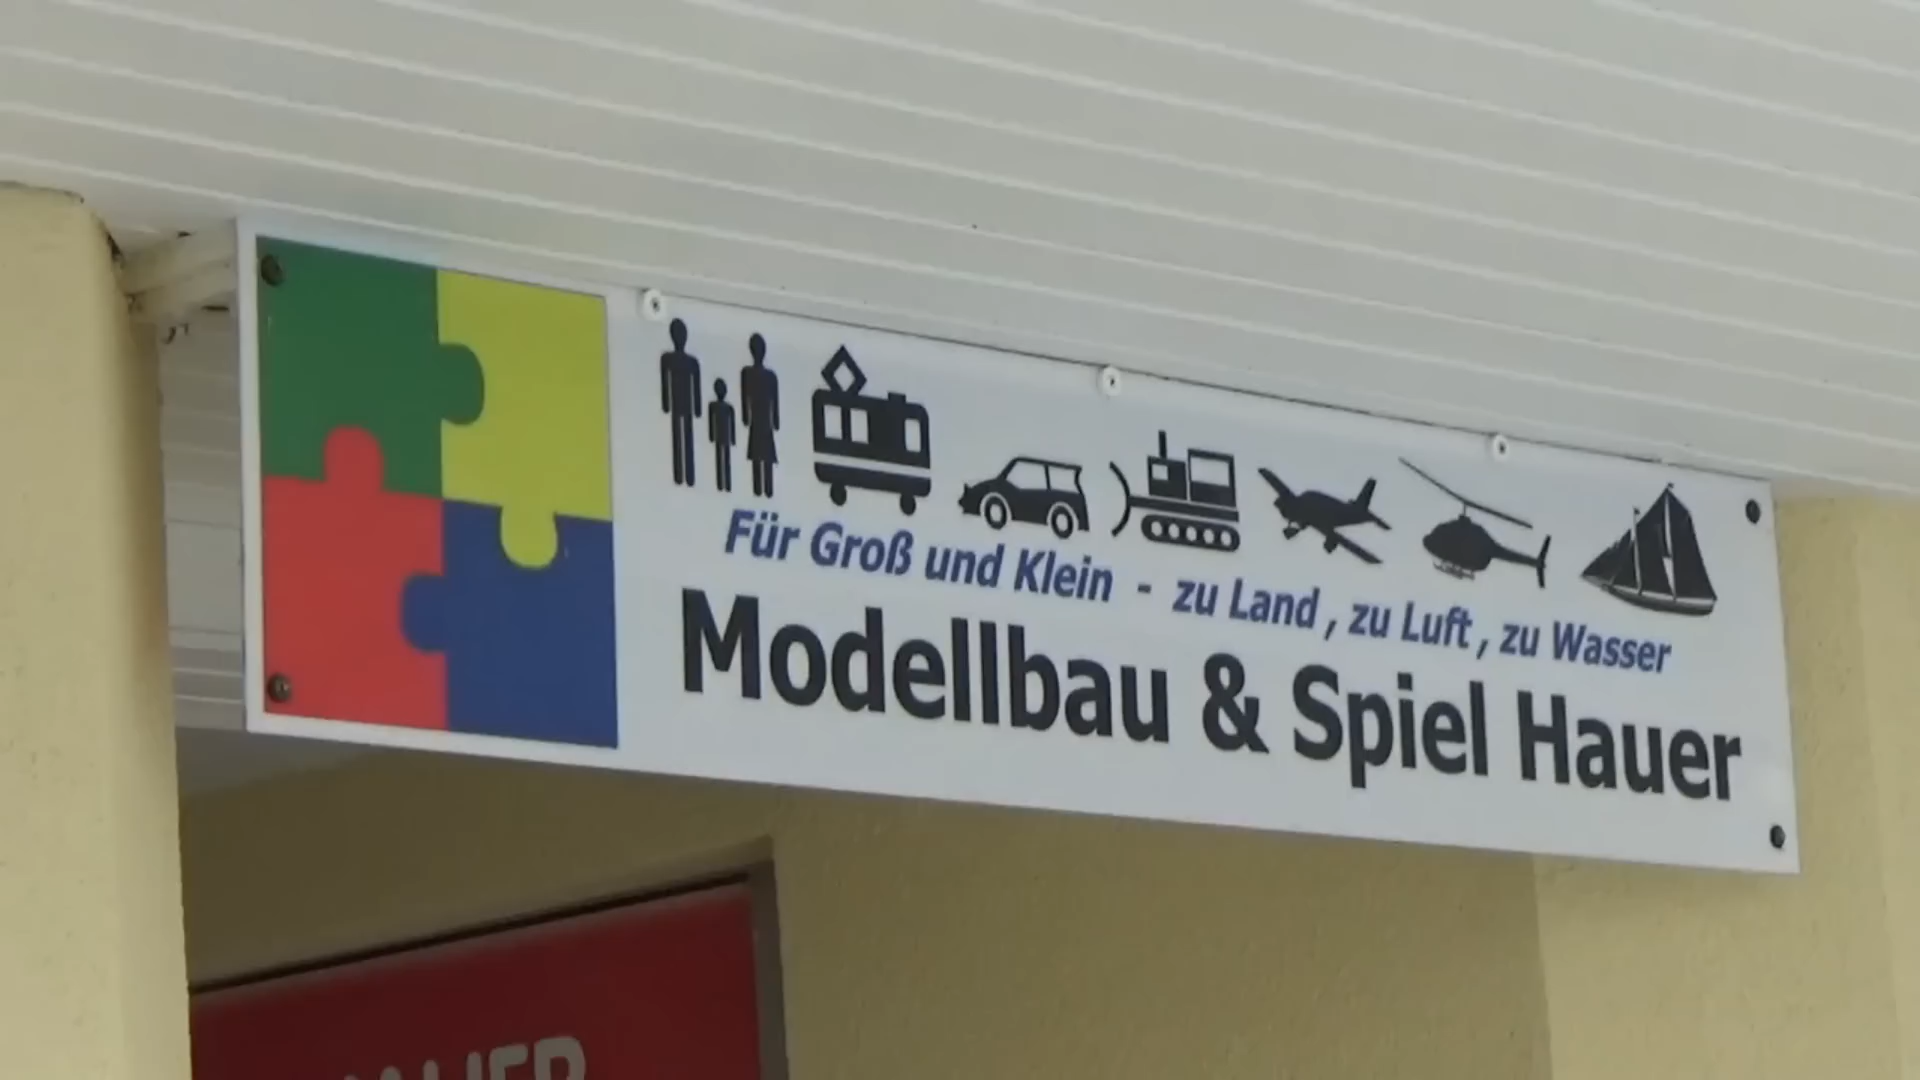 Für Groß und Klein - zu Land , zu Luft , zu Wasser
Modellbau & Spiel Hauer